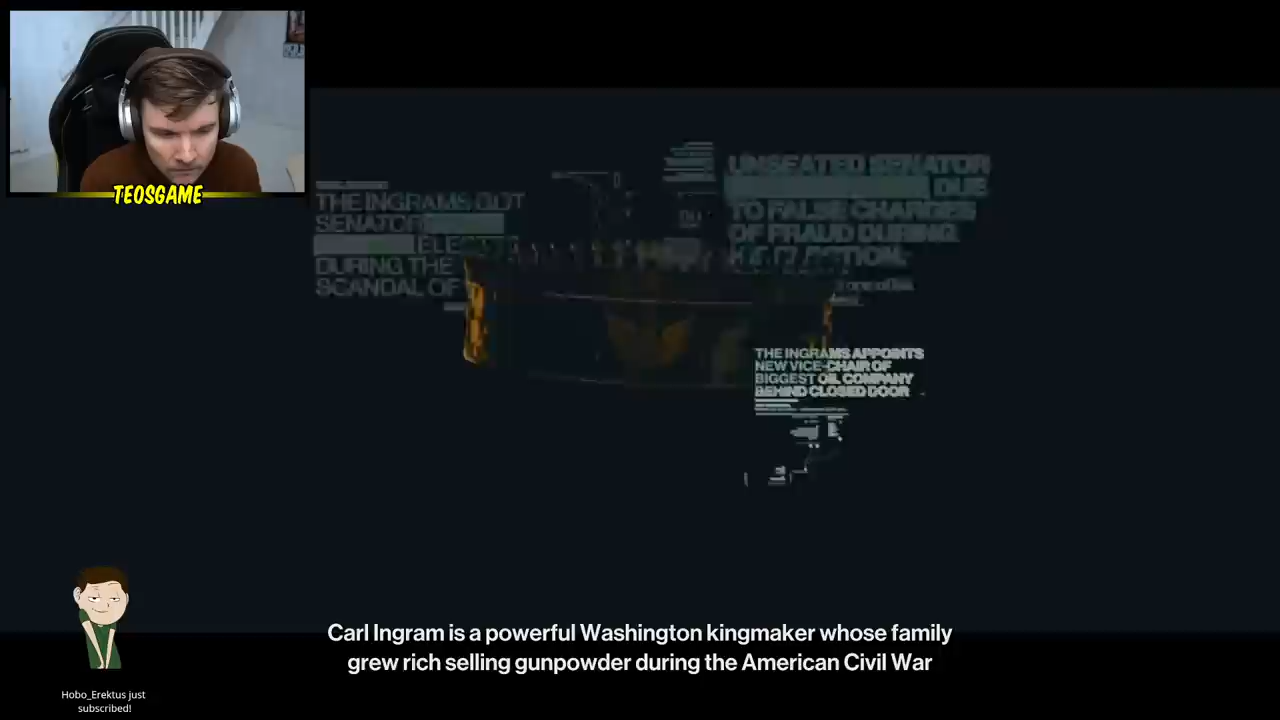 TEOSGAME
THE INGRAMS GOT
SENATOR
ELECTED
DURING THE
SCANDAL OF
UNSEATED SENATOR
DUE
TO FALSE CHARGES
OF FRAUD DURING
THE INGRAMS APPOINTS
NEW VICE-CHAIR OF
BIGGEST OIL COMPANY
BEHIND CLOSED DOOR
Carl Ingram is a powerful Washington kingmaker whose family
grew rich selling gunpowder during the American Civil War
Hobo_Erektus just
subscribed!